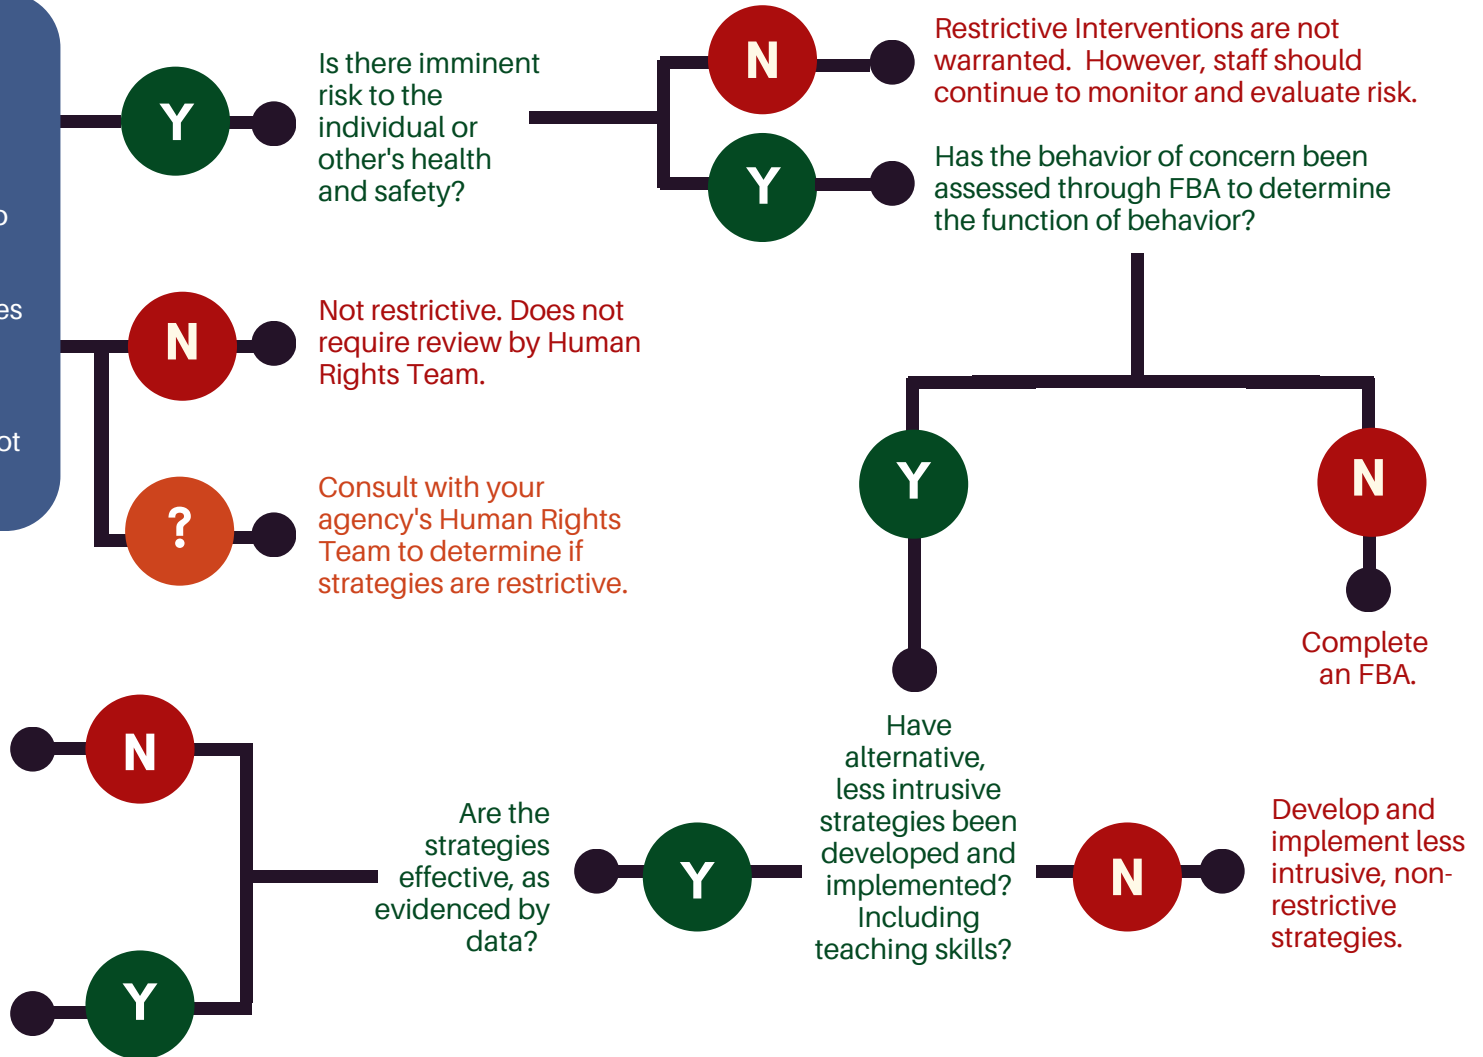 Y
Is there imminent
risk to the
individual or
other's health
and safety?
N
Restrictive Interventions are not
warranted. However, staff should
continue to monitor and evaluate risk.
Y
Has the behavior of concern been
assessed through FBA to determine
the function of behavior?
N
Not restrictive. Does not
require review by Human
Rights Team.
?
Consult with your
agency's Human Rights
Team to determine if
strategies are restrictive.
Y
N
Complete
an FBA.
Have
alternative,
less intrusive
strategies been
developed and
implemented?
Including
teaching skills?
N
Develop and
implement less
intrusive, non-
restrictive
strategies.
Y
Are the
strategies
effective, as
evidenced by
data?
N
Y